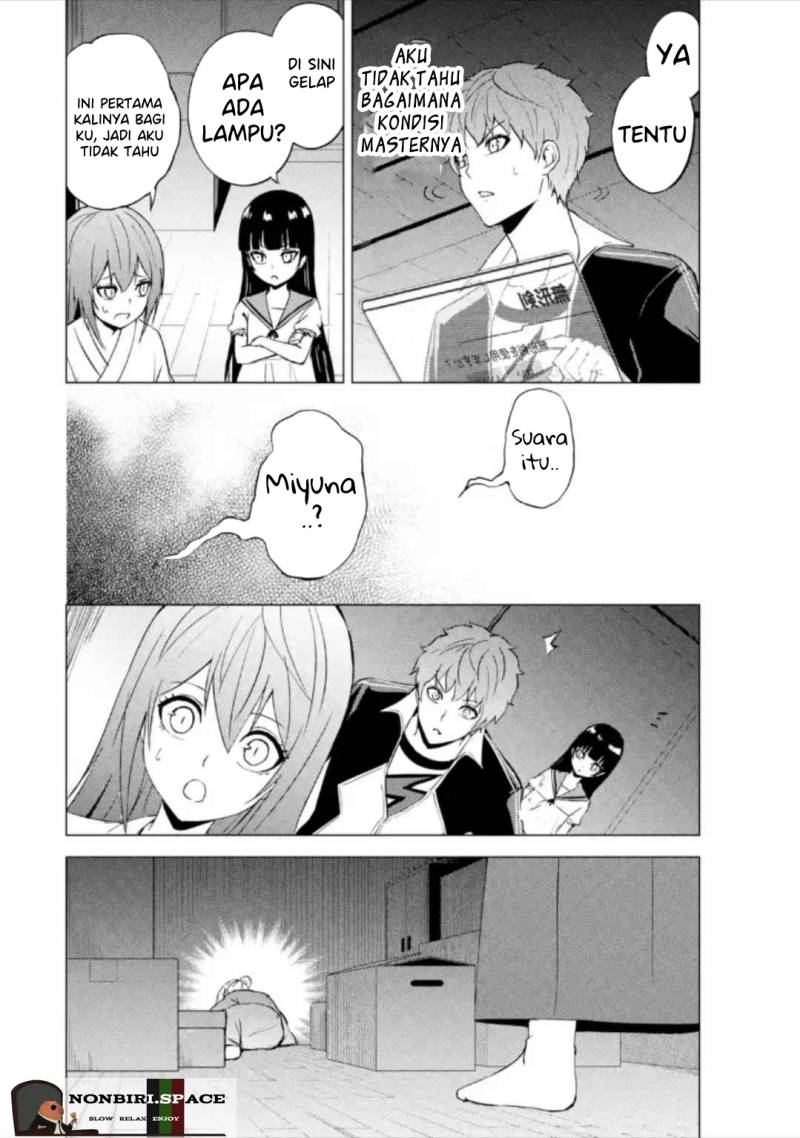 YA
TENTU
AKU
TIDAK TAHU
BAGAIMANA
KONDISI
MASTERNYA
DI SINI
GELAP
APA
ADA
LAMPU?
INI PERTAMA
KALINYA BAGI
KU, JADI AKU
TIDAK TAHU
Suara
itu..
Miyuna
..?
NONBIRI.SPACE
SLOW RELAX ENJOY